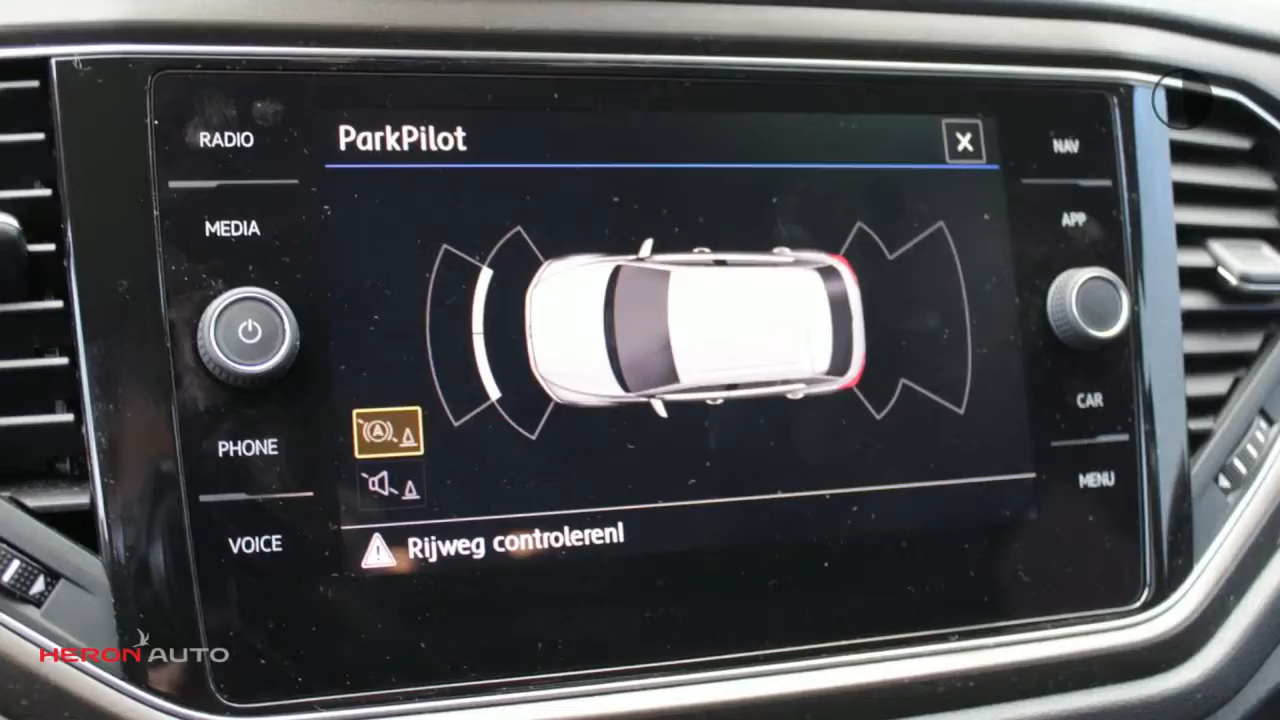 RADIO
ParkPilot
NAV
MEDIA
APP
PHONE
CAR
MENU
VOICE
Rijweg controleren!
HERON AUTO